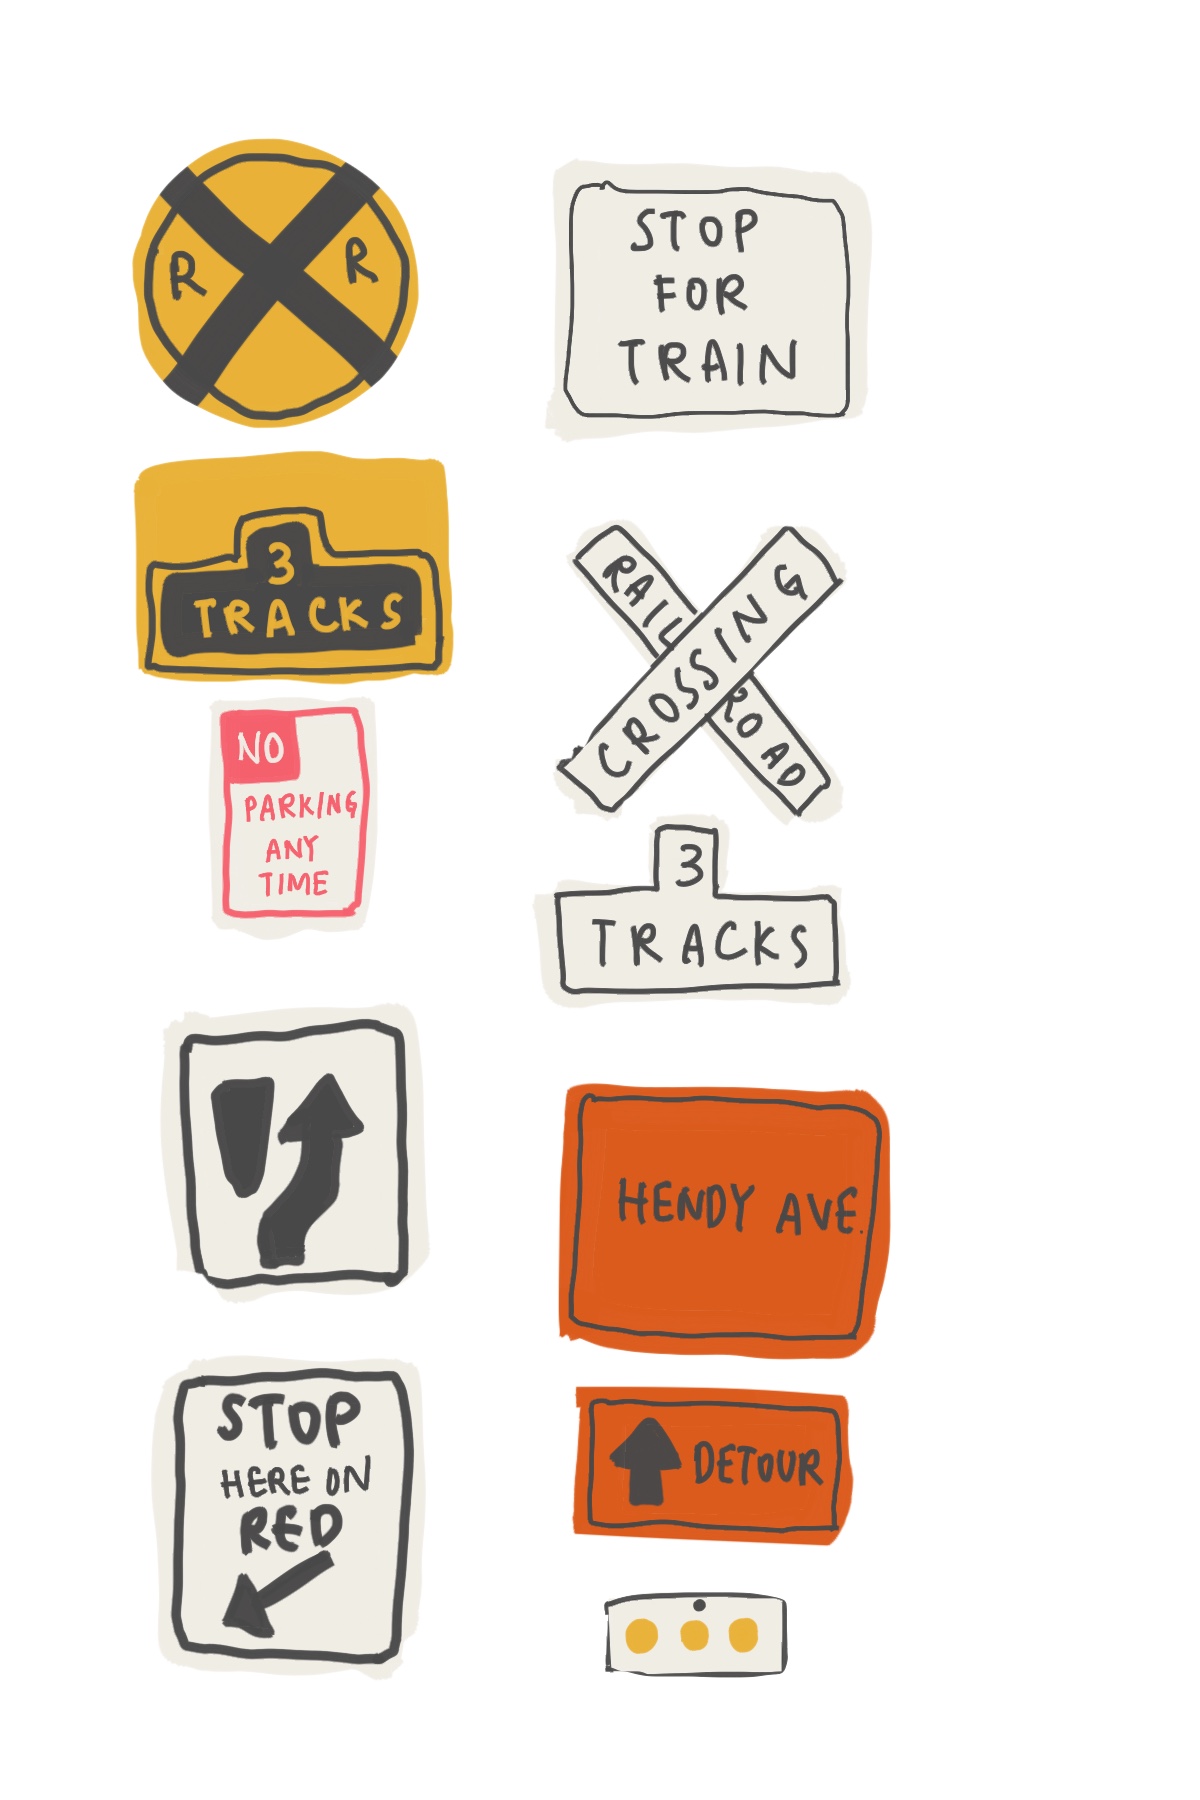 R R
3
TRACKS
NO
PARKING
ANY
TIME
STOP
HERE ON
RED
STOP
FOR
TRAIN
RAILROAD
CROSSING
3
TRACKS
HENDY AVE.
DETOUR